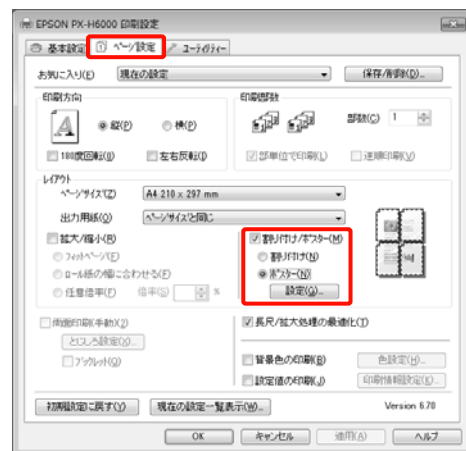 EPSON PX-H6000 印刷設定
基本設定 ページ設定 ユーティリティー
お気に入り(E) 現在の設定 保存/削除(D)...
印刷方向
縦(P) 横(P)
180度回転(0) 左右反転(I)
印刷部数
部数(C) 1
部単位で印刷(L) 逆順印刷(V)
レイアウト
ページサイズ(Z) A4 210 x 297 mm
出力用紙(O) ページサイズと同じ
拡大/縮小(R)
フィットページ(E)
ロール紙の幅に合わせる(F)
任意倍率(F) 倍率(S) %
割り付け/ポスター(M)
割り付け(N)
ポスター(N)
設定(G)...
両面印刷(手動X2)
とじしろ設定(O)...
ブックレット(Q)
長尺/拡大処理の最適化(T)
背景色の印刷(B) 色設定(H)...
設定値の印刷(J) 印刷情報設定(K)...
初期設定に戻す(Y) 現在の設定一覧表示(W)... Version 6.70
OK キャンセル 適用(A) ヘルプ